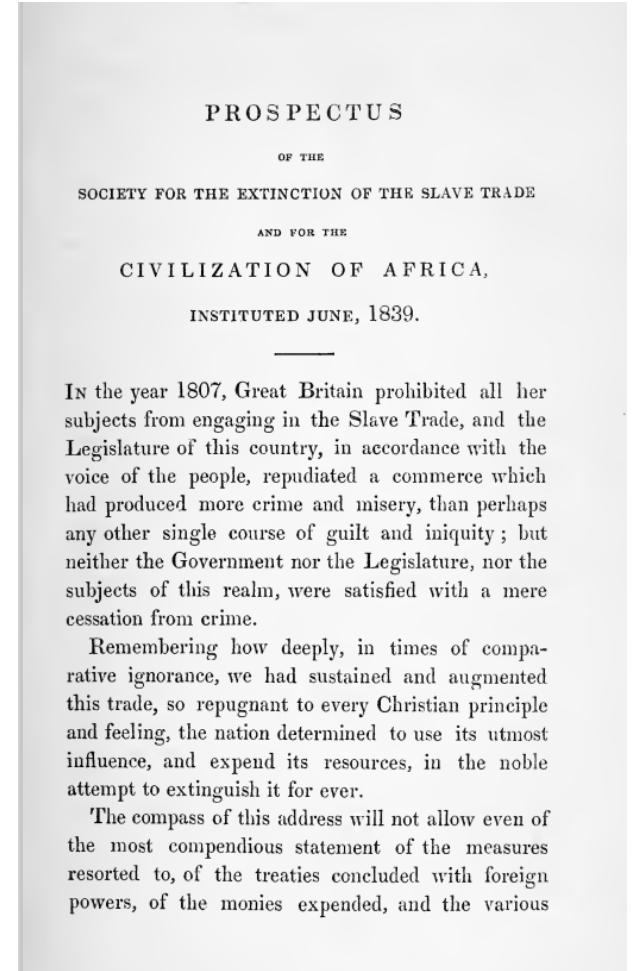 PROSPECTUS
OF THE
SOCIETY FOR THE EXTINCTION OF THE SLAVE TRADE
AND FOR THE
CIVILIZATION OF AFRICA,
INSTITUTED JUNE, 1839.
IN the year 1807, Great Britain prohibited all her
subjects from engaging in the Slave Trade, and the
Legislature of this country, in accordance with the
voice of the people, repudiated a commerce which
had produced more crime and misery, than perhaps
any other single course of guilt and iniquity; but
neither the Government nor the Legislature, nor the
subjects of this realm, were satisfied with a mere
cessation from crime.
Remembering how deeply, in times of compa-
rative ignorance, we had sustained and augmented
this trade, so repugnant to every Christian principle
and feeling, the nation determined to use its utmost
influence, and expend its resources, in the noble
attempt to extinguish it for ever.
The compass of this address will not allow even of
the most compendious statement of the measures
resorted to, of the treaties concluded with foreign
powers, of the monies expended, and the various